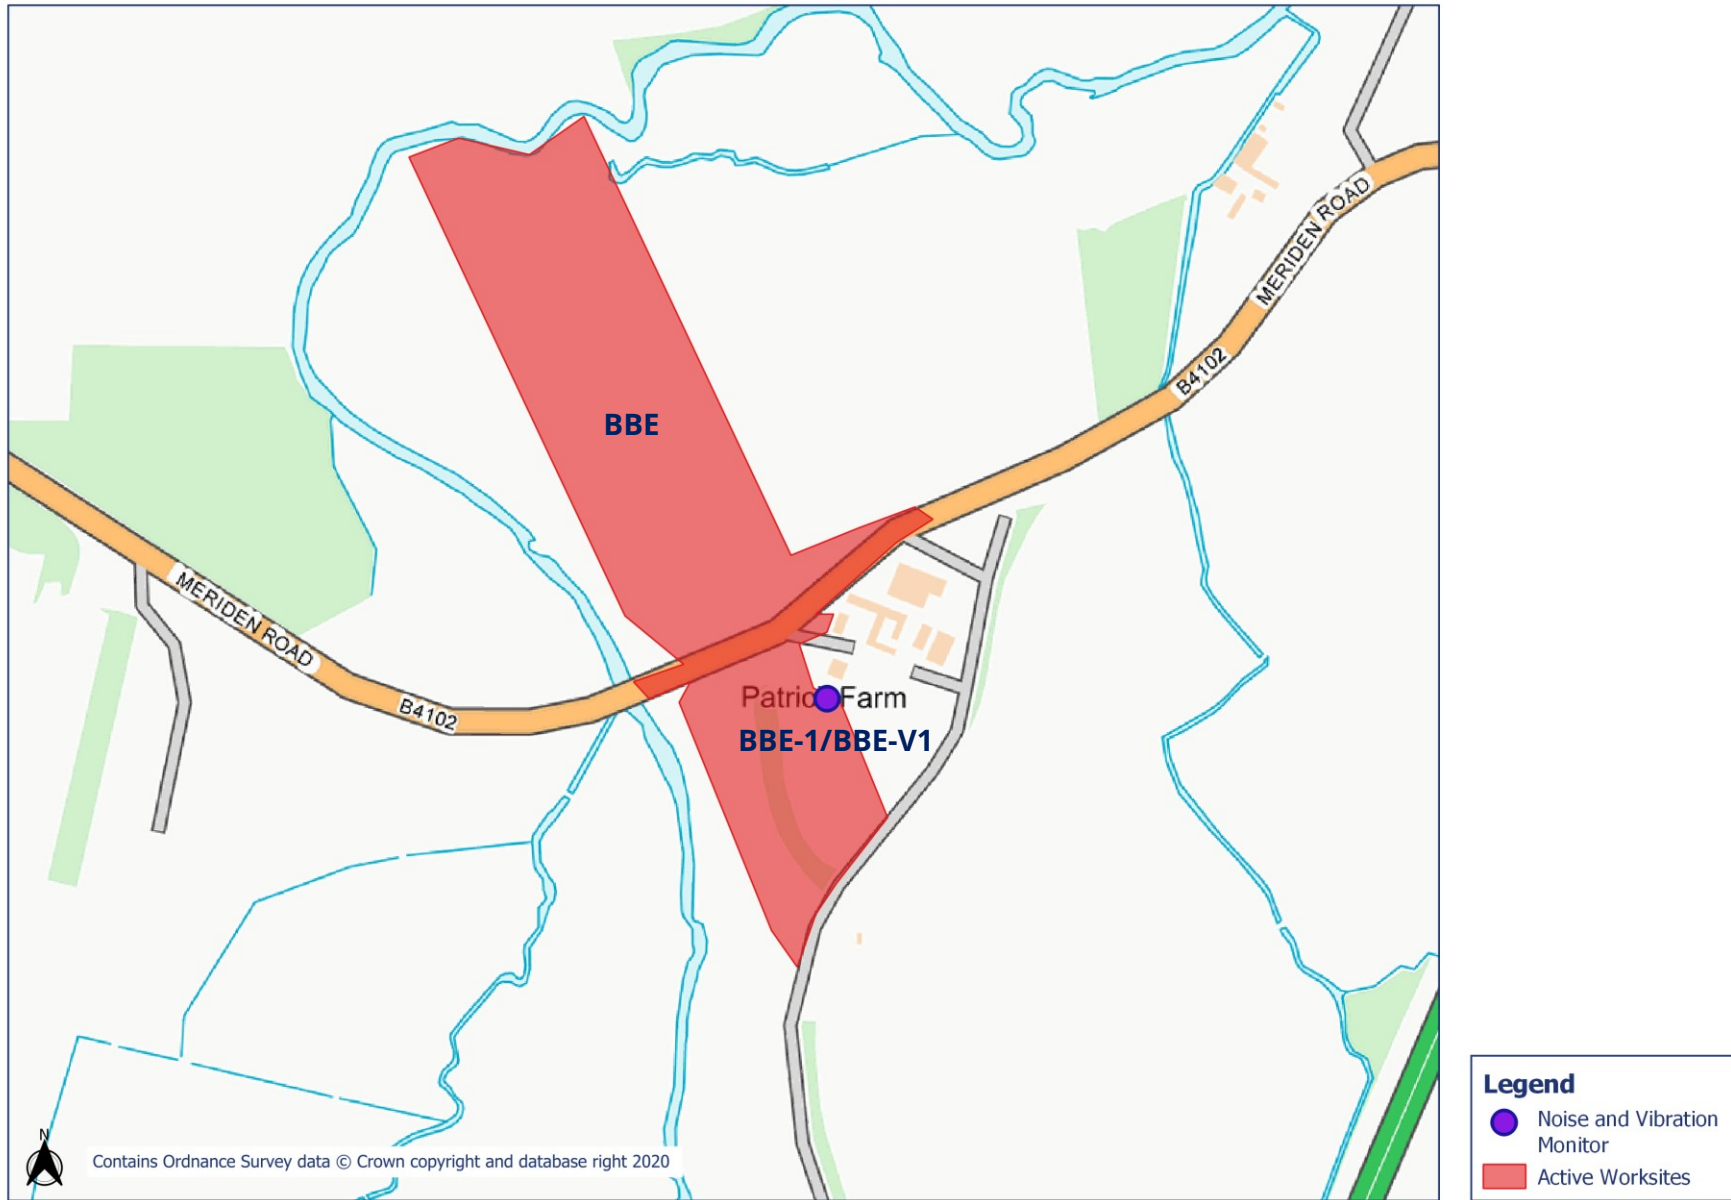 MERIDEN ROAD
B4102
BBE
MERIDEN ROAD
B4102
Patric Farm
BBE-1/BBE-V1
N
Contains Ordnance Survey data © Crown copyright and database right 2020
Legend
Noise and Vibration
Monitor
Active Worksites